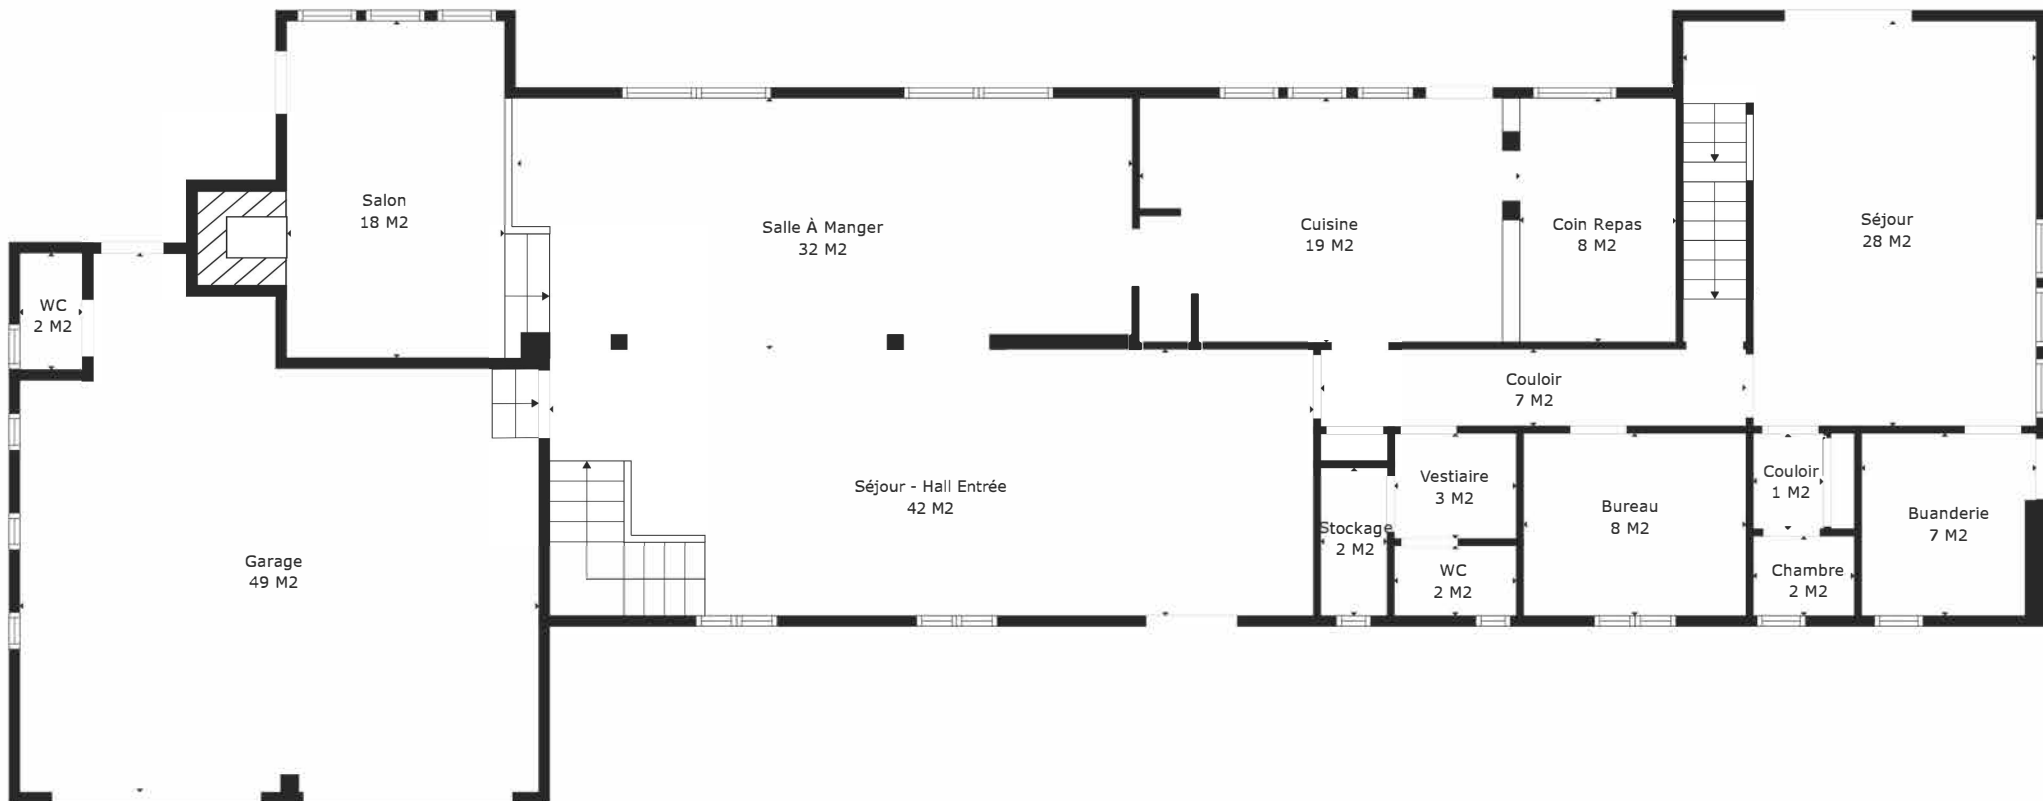 Salon
18 M2
WC
2 M2
Salle À Manger
32 M2
Cuisine
19 M2
Coin Repas
8 M2
Séjour
28 M2
Couloir
7 M2
Séjour - Hall Entrée
42 M2
Garage
49 M2
Stockage
2 M2
Vestiaire
3 M2
WC
2 M2
Bureau
8 M2
Couloir
1 M2
Chambre
2 M2
Buanderie
7 M2